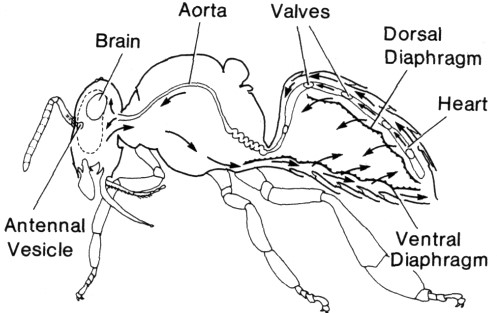 Aorta
Valves
Brain
Dorsal
Diaphragm
Heart
Antennal
Vesicle
Ventral
Diaphragm